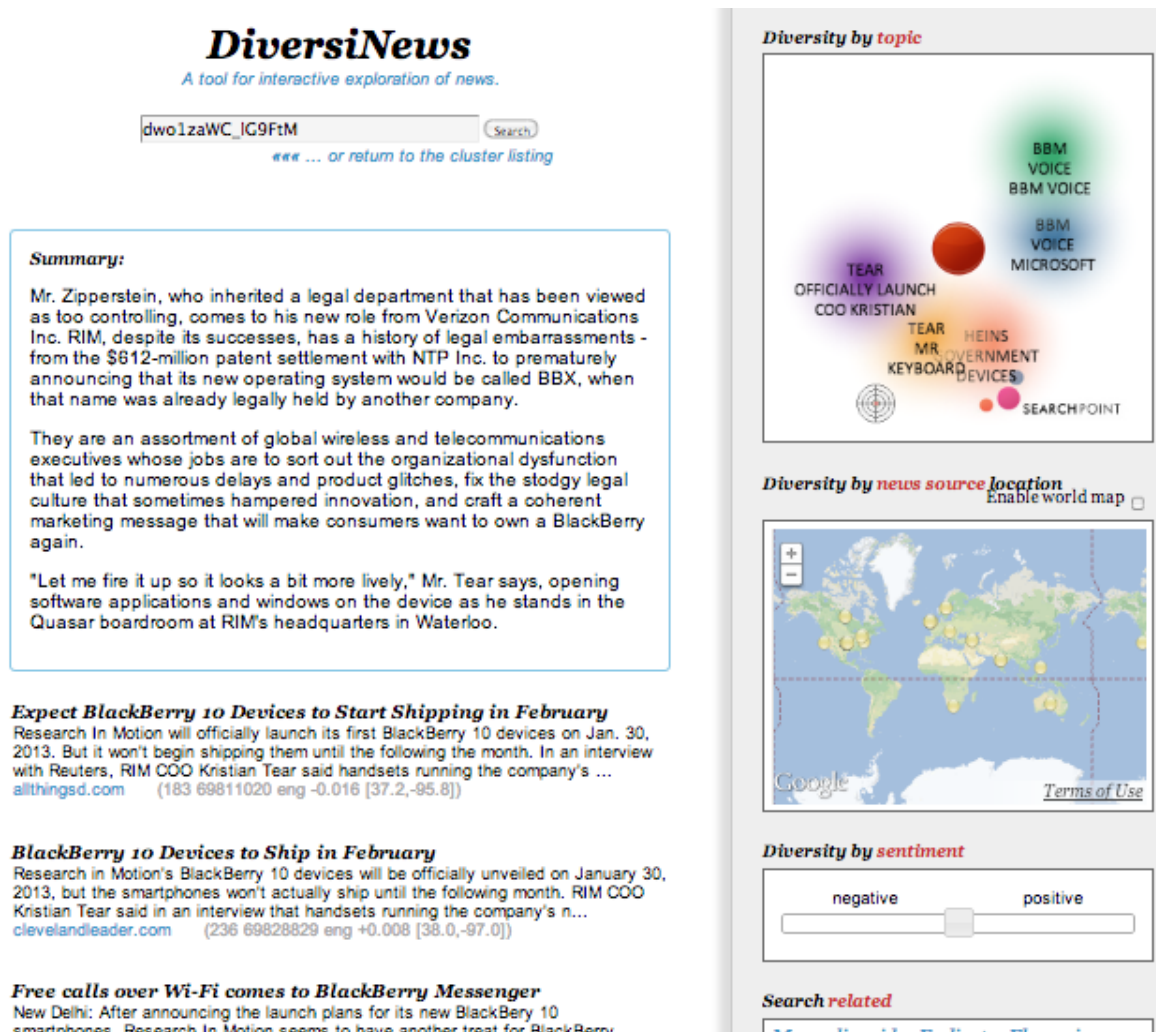 DiversiNews
A tool for interactive exploration of news.
dwo1zaWC_lG9FtM
Search
««« ... or return to the cluster listing
Summary:
Mr. Zipperstein, who inherited a legal department that has been viewed
as too controlling, comes to his new role from Verizon Communications
Inc. RIM, despite its successes, has a history of legal embarrassments -
from the $612-million patent settlement with NTP Inc. to prematurely
announcing that its new operating system would be called BBX, when
that name was already legally held by another company.
They are an assortment of global wireless and telecommunications
executives whose jobs are to sort out the organizational dysfunction
that led to numerous delays and product glitches, fix the stodgy legal
culture that sometimes hampered innovation, and craft a coherent
marketing message that will make consumers want to own a BlackBerry
again.
"Let me fire it up so it looks a bit more lively," Mr. Tear says, opening
software applications and windows on the device as he stands in the
Quasar boardroom at RIM's headquarters in Waterloo.
Expect BlackBerry 10 Devices to Start Shipping in February
Research In Motion will officially launch its first BlackBerry 10 devices on Jan. 30,
2013. But it won't begin shipping them until the following the month. In an interview
with Reuters, RIM COO Kristian Tear said handsets running the company's ...
allthingsd.com (183 69811020 eng -0.016 [37.2,-95.8])
BlackBerry 10 Devices to Ship in February
Research in Motion's BlackBerry 10 devices will be officially unveiled on January 30,
2013, but the smartphones won't actually ship until the following month. RIM COO
Kristian Tear said in an interview that handsets running the company's n...
clevelandleader.com (236 69828829 eng +0.008 [38.0,-97.0])
Free calls over Wi-Fi comes to BlackBerry Messenger
New Delhi: After announcing the launch plans for its new BlackBery 10
smartphones, Research In Motion seems to have another treat for BlackBerry
Diversity by topic
BBM
VOICE
BBM VOICE
BBM
VOICE
MICROSOFT
TEAR
OFFICIALLY LAUNCH
COO KRISTIAN
TEAR
MR
KEYBOARD
HEINS
GOVERNMENT
DEVICES
SEARCHPOINT
Diversity by news source location
Enable world map
+
−
Google
Terms of Use
Diversity by sentiment
negative positive
Search related